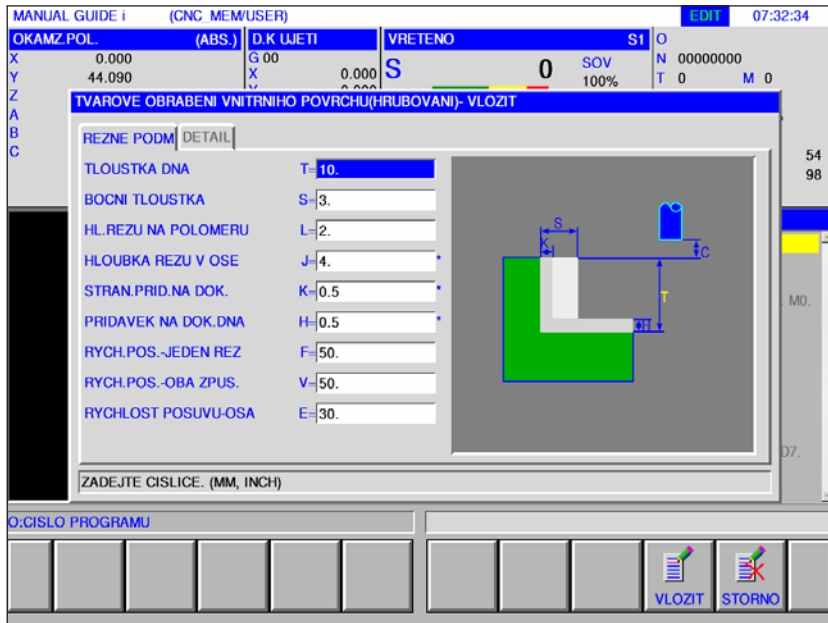 MANUAL GUIDE i (CNC_MEM/USER) EDIT 07:32:34
OKAMZ.POL. (ABS.) D.K UJETI VRETENO S1 O
X 0.000 G 00 S 0 SOV N 00000000
Y 44.090 X 0.000 100% T 0 M 0
Z
A
B
C
54
98
TVAROVE OBRABENI VNITRNIHO POVRCHU(HRUBOVANI)- VLOZIT
REZNE PODM DETAIL
TLOUSTKA DNA T= 10.
BOCNI TLOUSTKA S= 3.
HL.REZU NA POLOMERU L= 2.
HLOUBKA REZU V OSE J= 4. *
STRAN.PRID.NA DOK. K= 0.5 *
PRIDAVEK NA DOK.DNA H= 0.5 *
RYCH.POS.-JEDEN REZ F= 50.
RYCH.POS.-OBA ZPUS. V= 50.
RYCHLOST POSUVU-OSA E= 30.
S
K
C
T
H
M0.
D7.
ZADEJTE CISLICE. (MM, INCH)
O:CISLO PROGRAMU
VLOZIT STORNO